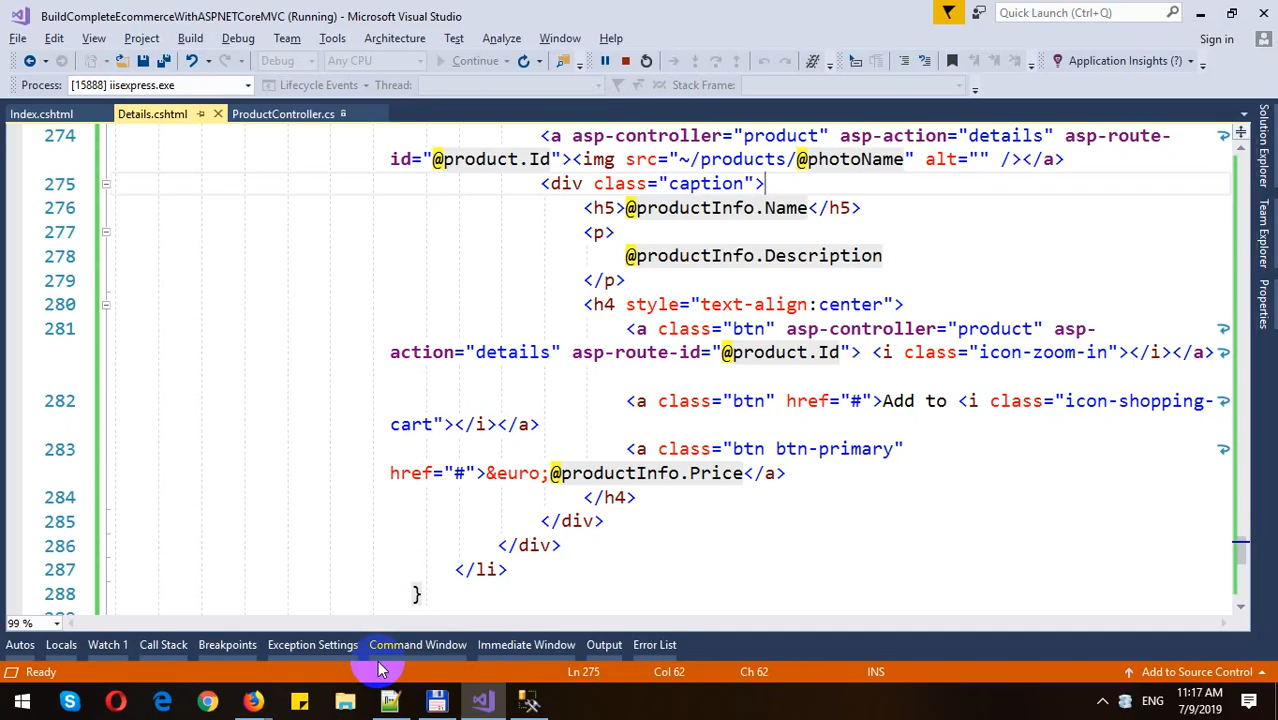 BuildCompleteEcommerceWithASPNETCoreMVC (Running) - Microsoft Visual Studio
Quick Launch (Ctrl+Q)
File Edit View Project Build Debug Team Tools Architecture Test Analyze Window Help
Sign in
Debug Any CPU Continue Application Insights (?)
Process: [15888] iisexpress.exe Lifecycle Events Thread: Stack Frame:
Index.cshtml Details.cshtml ProductController.cs
274 <a asp-controller="product" asp-action="details" asp-route-
id="@product.Id"><img src="~/products/@photoName" alt="" /></a>
275 <div class="caption">
276 <h5>@productInfo.Name</h5>
277 <p>
278 @productInfo.Description
279 </p>
280 <h4 style="text-align:center">
281 <a class="btn" asp-controller="product" asp-
action="details" asp-route-id="@product.Id"> <i class="icon-zoom-in"></i></a>
282 <a class="btn" href="#">Add to <i class="icon-shopping-
cart"></i></a>
283 <a class="btn btn-primary"
href="#">&euro;@productInfo.Price</a>
284 </h4>
285 </div>
286 </div>
287 </li>
288 }
Solution Explorer
Team Explorer
Properties
99 %
Autos Locals Watch 1 Call Stack Breakpoints Exception Settings Command Window Immediate Window Output Error List
Ready Ln 275 Col 62 Ch 62 INS Add to Source Control
ENG
11:17 AM
7/9/2019